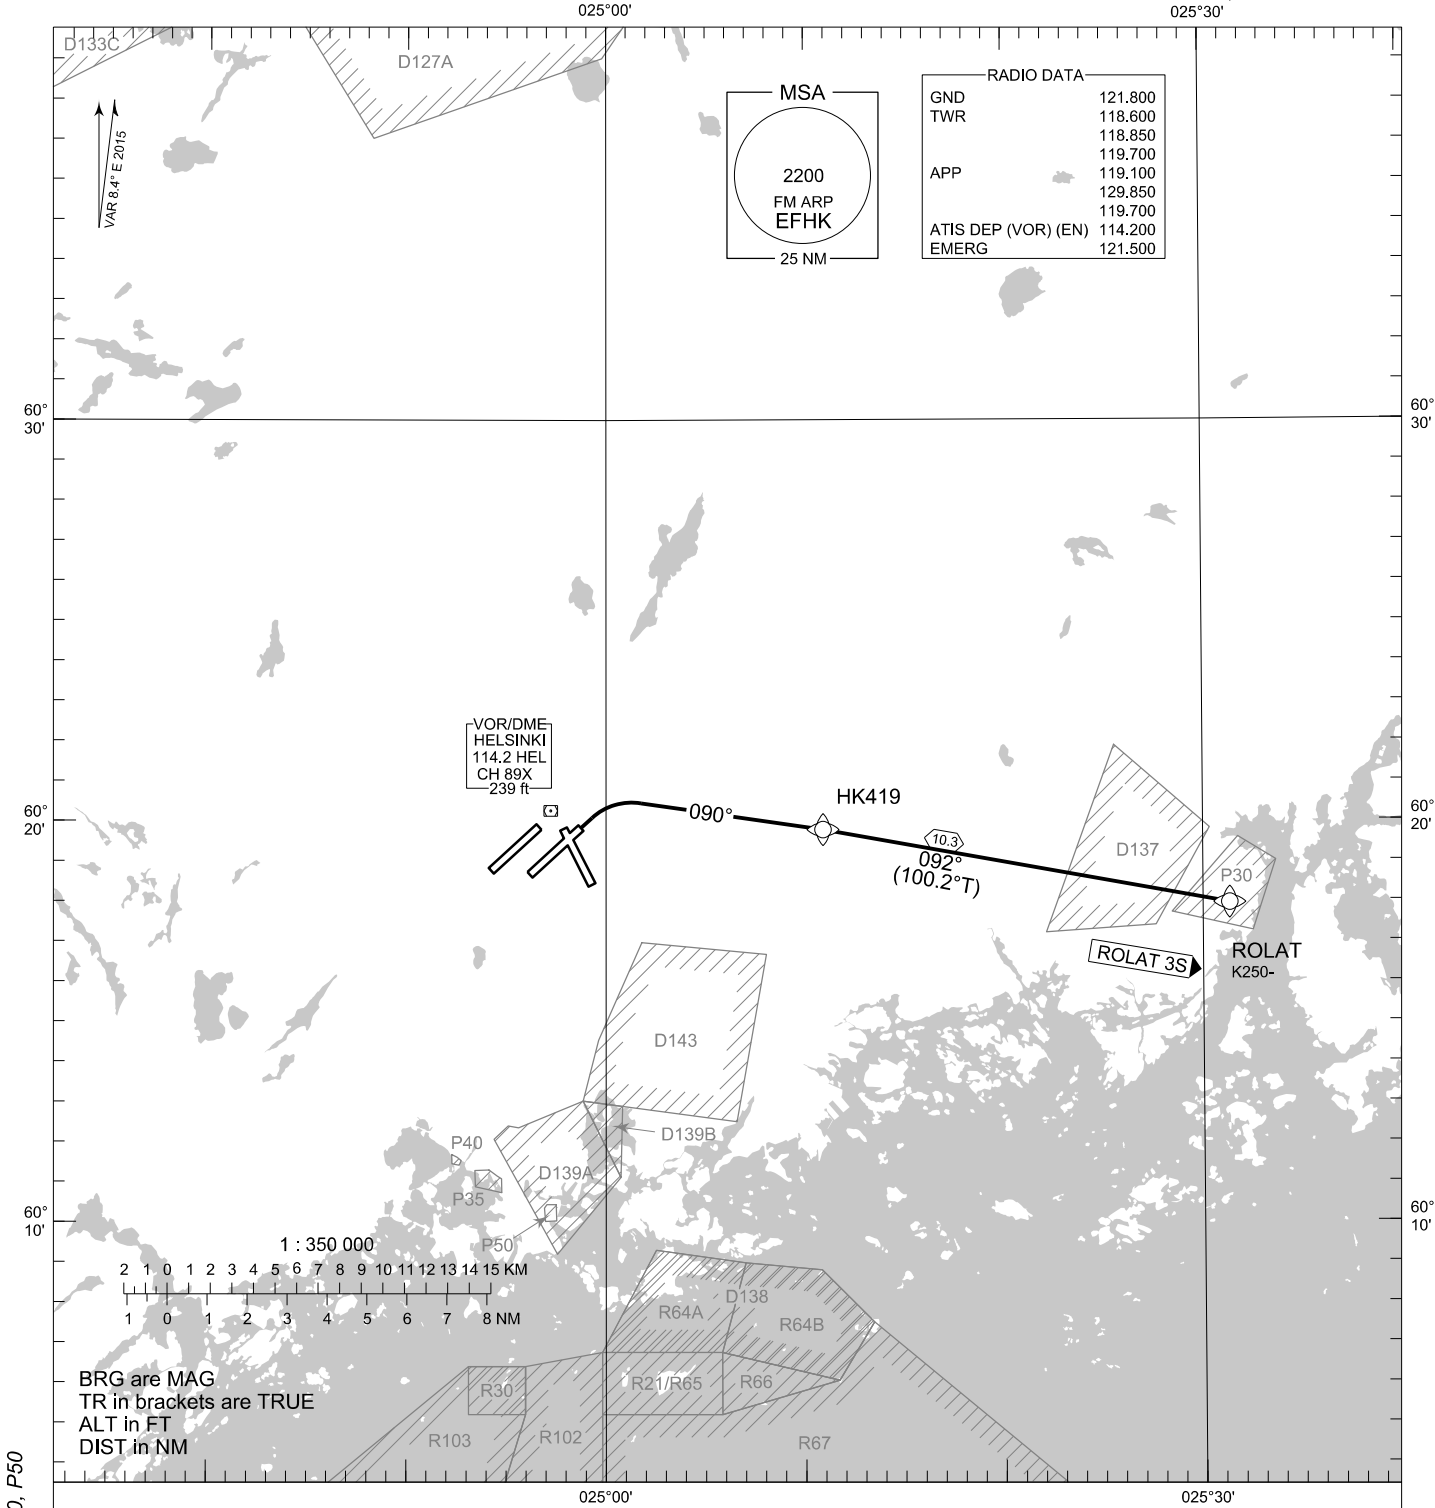 025°00'
025°30'
D133C
D127A
VAR 8.4° E 2015
MSA
2200
FM ARP
EFHK
25 NM
RADIO DATA
GND 121.800
TWR 118.600
118.850
119.700
APP 119.100
129.850
119.700
ATIS DEP (VOR) (EN) 114.200
EMERG 121.500
60°
30'
60°
30'
VOR/DME
HELSINKI
114.2 HEL
CH 89X
239 ft
60°
20'
60°
20'
HK419
090°
10.3
092°
(100.2°T)
D137
P30
ROLAT
K250-
ROLAT 3S
D143
D139B
P40
D139A
P35
P50
60°
10'
60°
10'
1 : 350 000
2 1 0 1 2 3 4 5 6 7 8 9 10 11 12 13 14 15 KM
1 0 1 2 3 4 5 6 7 8 NM
D138
R64A
R64B
R30
R21/R65
R66
R103
R102
R67
BRG are MAG
TR in brackets are TRUE
ALT in FT
DIST in NM
, P50
025°00'
025°30'